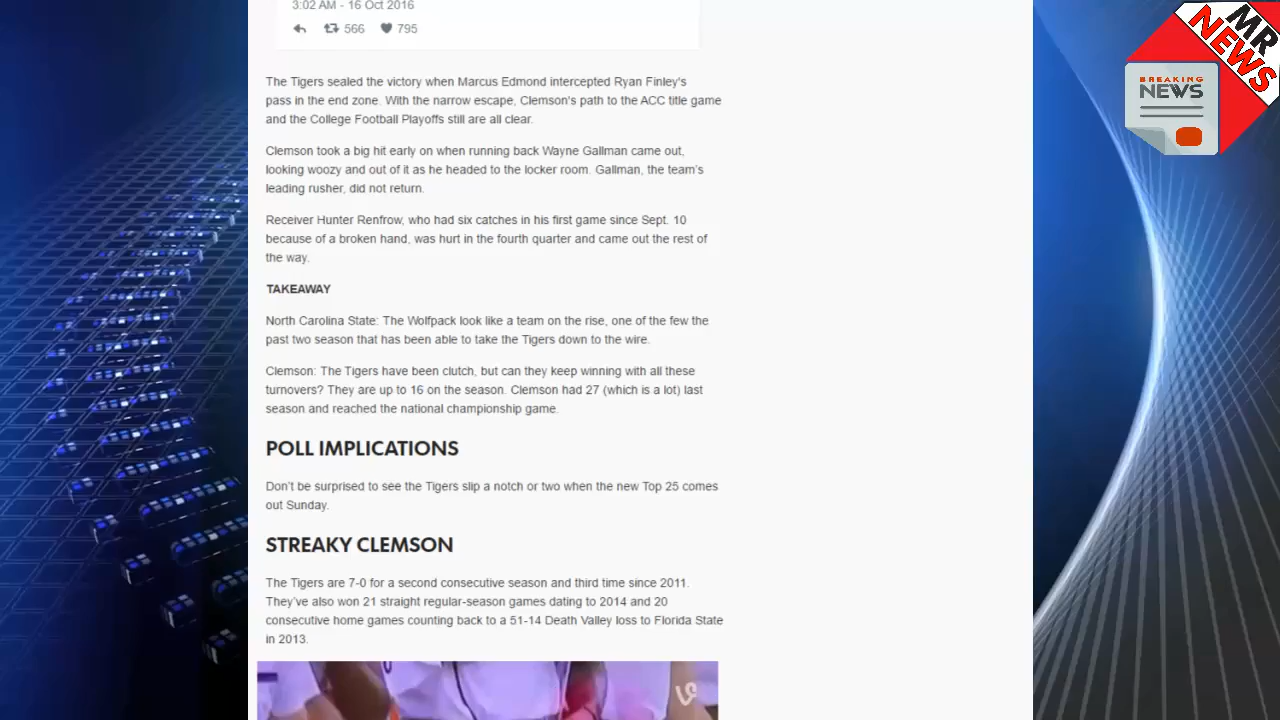 3:02 AM - 16 Oct 2016
566 795
MR
NEWS
BREAKING
NEWS
The Tigers sealed the victory when Marcus Edmond intercepted Ryan Finley's
pass in the end zone. With the narrow escape, Clemson's path to the ACC title game
and the College Football Playoffs still are all clear.
Clemson took a big hit early on when running back Wayne Gallman came out,
looking woozy and out of it as he headed to the locker room. Gallman, the team's
leading rusher, did not return.
Receiver Hunter Renfrow, who had six catches in his first game since Sept. 10
because of a broken hand, was hurt in the fourth quarter and came out the rest of
the way.
TAKEAWAY
North Carolina State: The Wolfpack look like a team on the rise, one of the few the
past two season that has been able to take the Tigers down to the wire.
Clemson: The Tigers have been clutch, but can they keep winning with all these
turnovers? They are up to 16 on the season. Clemson had 27 (which is a lot) last
season and reached the national championship game.
POLL IMPLICATIONS
Don't be surprised to see the Tigers slip a notch or two when the new Top 25 comes
out Sunday.
STREAKY CLEMSON
The Tigers are 7-0 for a second consecutive season and third time since 2011.
They've also won 21 straight regular-season games dating to 2014 and 20
consecutive home games counting back to a 51-14 Death Valley loss to Florida State
in 2013.